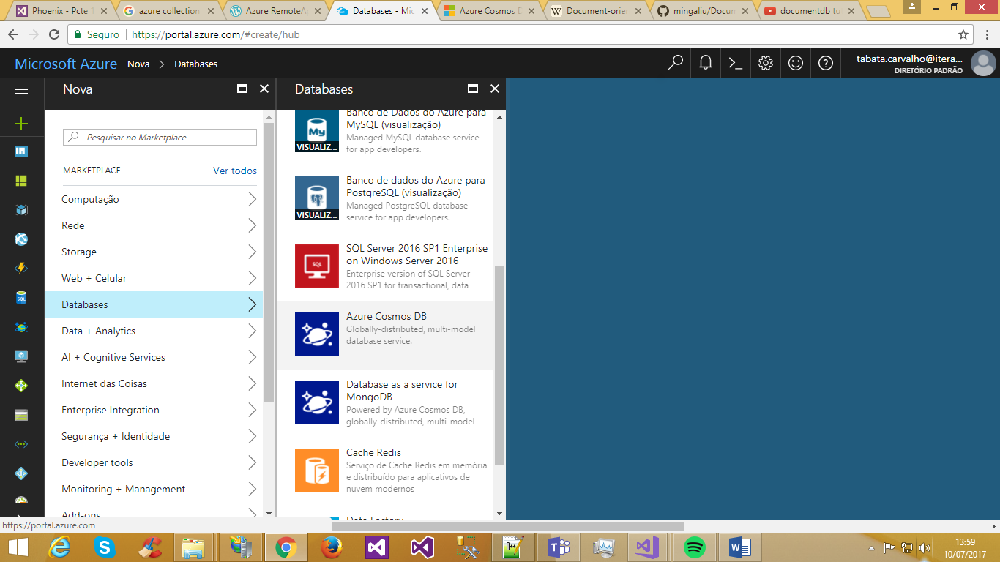 Phoenix - Pcte 1
azure collection
Azure RemoteA
Databases - Mic
Azure Cosmos D
Document-orien
mingaliu/Docum
documentdb tut
Seguro
https://portal.azure.com/#create/hub
Microsoft Azure
Nova
Databases
tabata.carvalho@itera...
DIRETÓRIO PADRÃO
Nova
Pesquisar no Marketplace
MARKETPLACE
Ver todos
Computação
Rede
Storage
Web + Celular
Databases
Data + Analytics
AI + Cognitive Services
Internet das Coisas
Enterprise Integration
Segurança + Identidade
Developer tools
Monitoring + Management
Add-ons
Databases
My
VISUALIZ...
Banco de Dados do Azure para
MySQL (visualização)
Managed MySQL database service
for app developers.
VISUALIZ...
Banco de dados do Azure para
PostgreSQL (visualização)
Managed PostgreSQL database
service for app developers.
SQL
SQL Server 2016 SP1 Enterprise
on Windows Server 2016
Enterprise version of SQL Server
2016 SP1 for transactional, data
Azure Cosmos DB
Globally-distributed, multi-model
database service.
Database as a service for
MongoDB
Powered by Azure Cosmos DB,
globally-distributed, multi-model
Cache Redis
Serviço de Cache Redis em memória
e distribuído para aplicativos de
nuvem modernos
Data Factory
SQL
https://portal.azure.com
13:59
10/07/2017